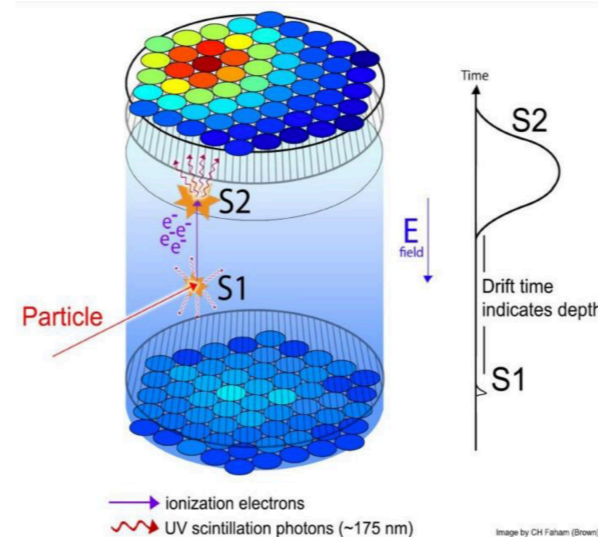 Time
S2
S2
e-
e- e-
e-
E
field
S1
Particle
Drift time
indicates depth
S1
ionization electrons
UV scintillation photons (~175 nm)
Image by CH Faham (Brown)